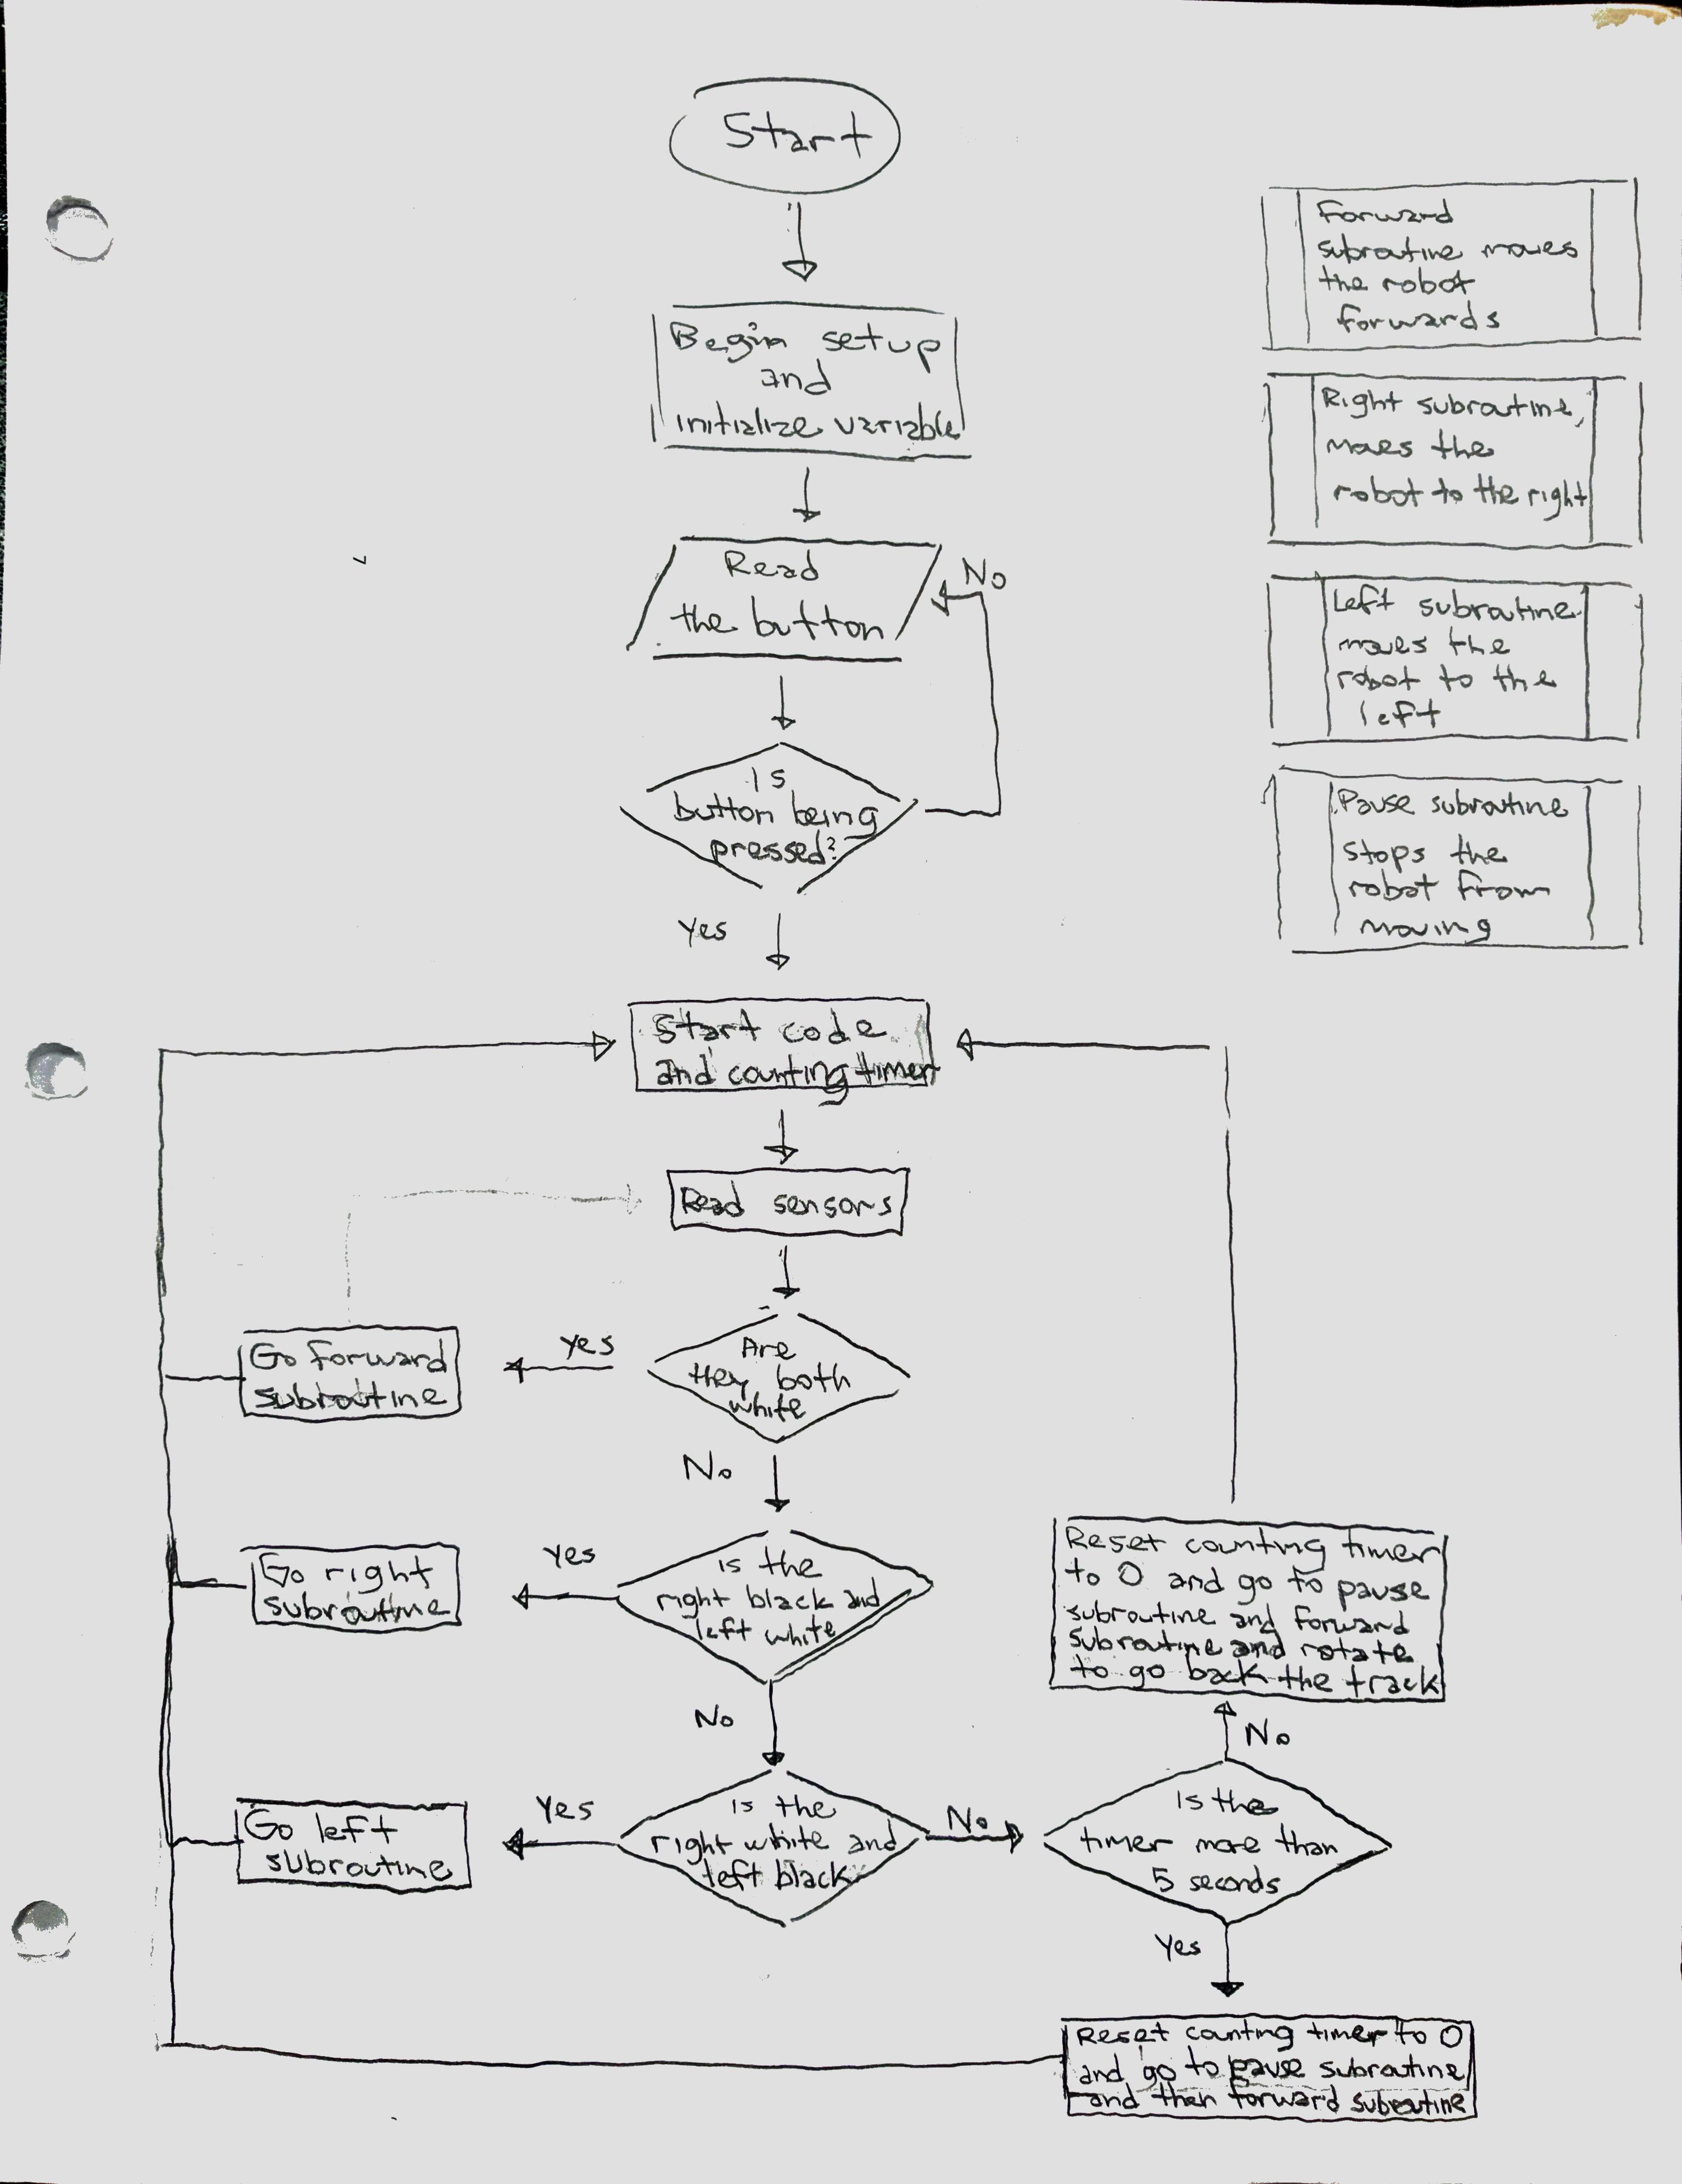 Start
Begin setup
and
initialize variable
Read
the button
No
Is
button being
pressed?
Yes
Start code
and counting timer
Read sensors
Are
they both
white
Yes
Go forward
subroutine
No
is the
right black and
left white
Yes
Go right
subroutine
No
is the
right white and
left black
Yes
Go left
subroutine
No
Is the
timer more than
5 seconds
No
Reset counting timer
to 0 and go to pause
subroutine and forward
subroutine and rotate
to go back the track
Yes
Reset counting timer to 0
and go to pause subroutine
and then forward subroutine
Forward
subroutine moves
the robot
forwards
Right subroutine,
moves the
robot to the right
Left subroutine
moves the
robot to the
left
Pause subroutine
stops the
robot from
moving